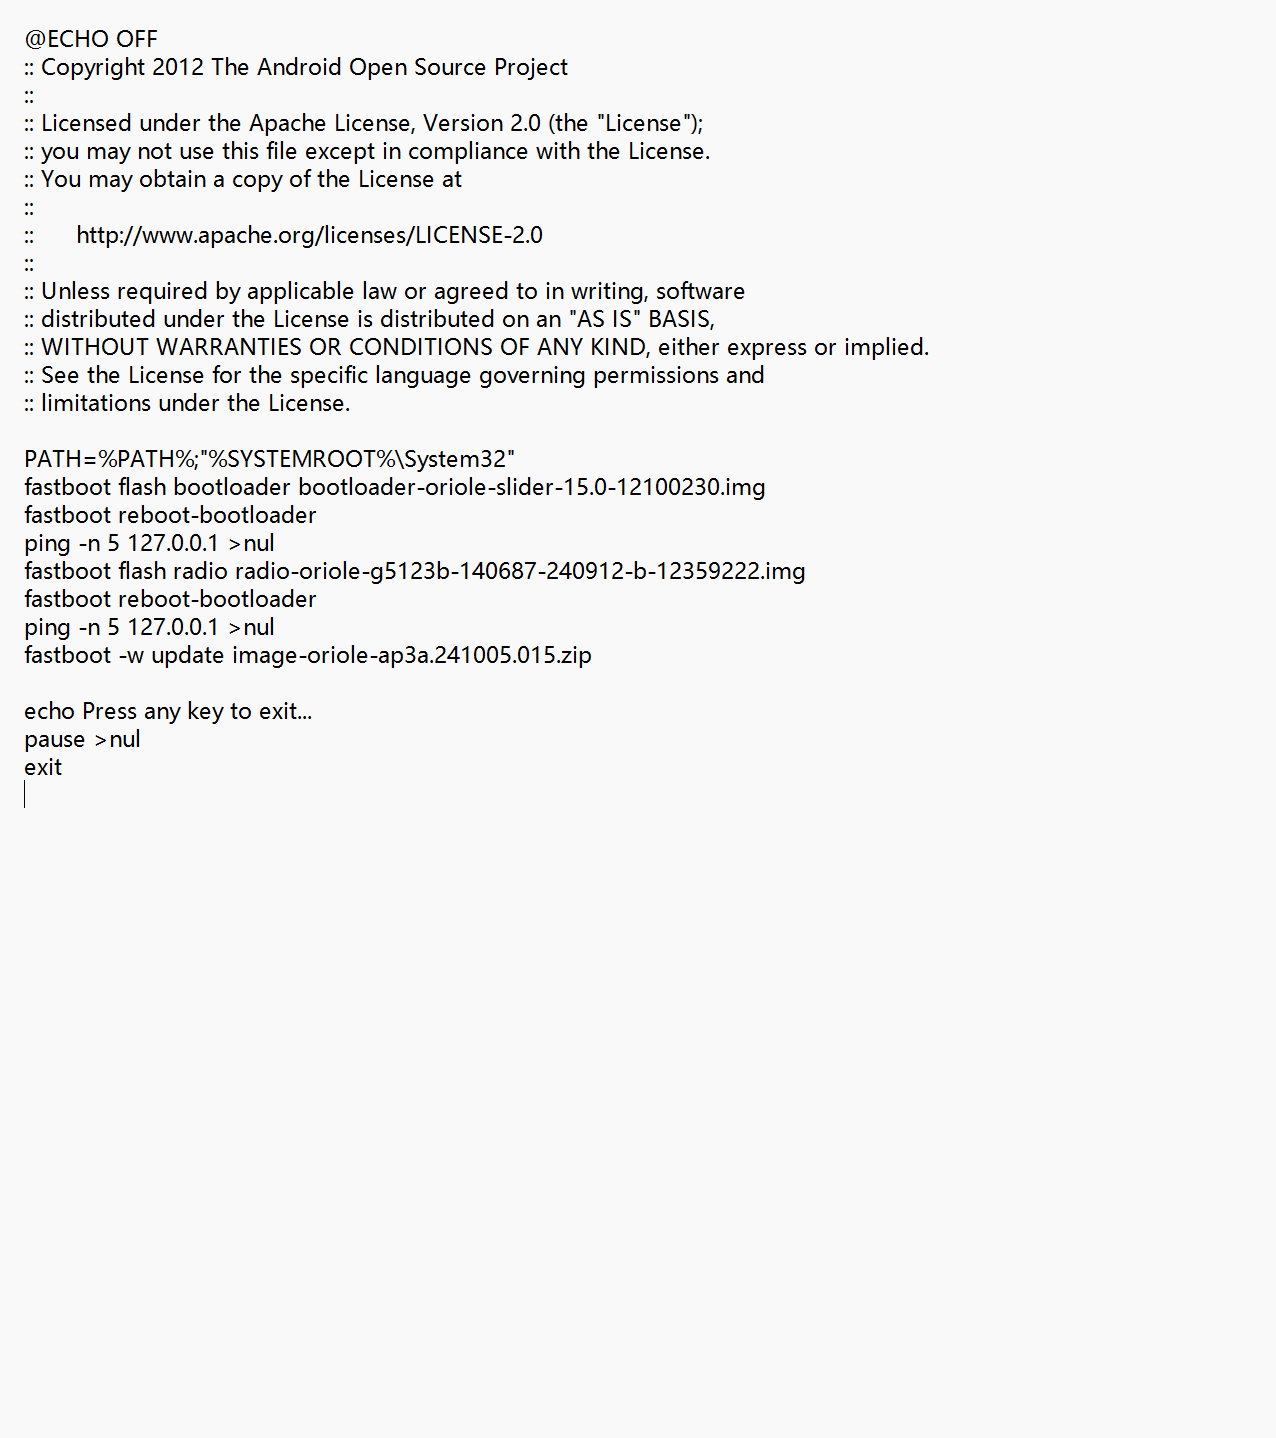 @ECHO OFF
:: Copyright 2012 The Android Open Source Project
::
:: Licensed under the Apache License, Version 2.0 (the "License");
:: you may not use this file except in compliance with the License.
:: You may obtain a copy of the License at
::
::      http://www.apache.org/licenses/LICENSE-2.0
::
:: Unless required by applicable law or agreed to in writing, software
:: distributed under the License is distributed on an "AS IS" BASIS,
:: WITHOUT WARRANTIES OR CONDITIONS OF ANY KIND, either express or implied.
:: See the License for the specific language governing permissions and
:: limitations under the License.

PATH=%PATH%;"%SYSTEMROOT%\System32"
fastboot flash bootloader bootloader-oriole-slider-15.0-12100230.img
fastboot reboot-bootloader
ping -n 5 127.0.0.1 >nul
fastboot flash radio radio-oriole-g5123b-140687-240912-b-12359222.img
fastboot reboot-bootloader
ping -n 5 127.0.0.1 >nul
fastboot -w update image-oriole-ap3a.241005.015.zip

echo Press any key to exit...
pause >nul
exit